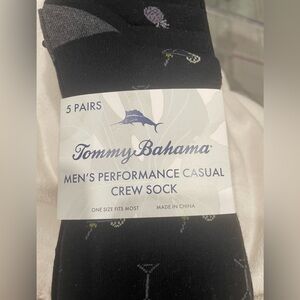 5 PAIRS
Tommy Bahama
MEN'S PERFORMANCE CASUAL
CREW SOCK
ONE SIZE FITS MOST MADE IN CHINA